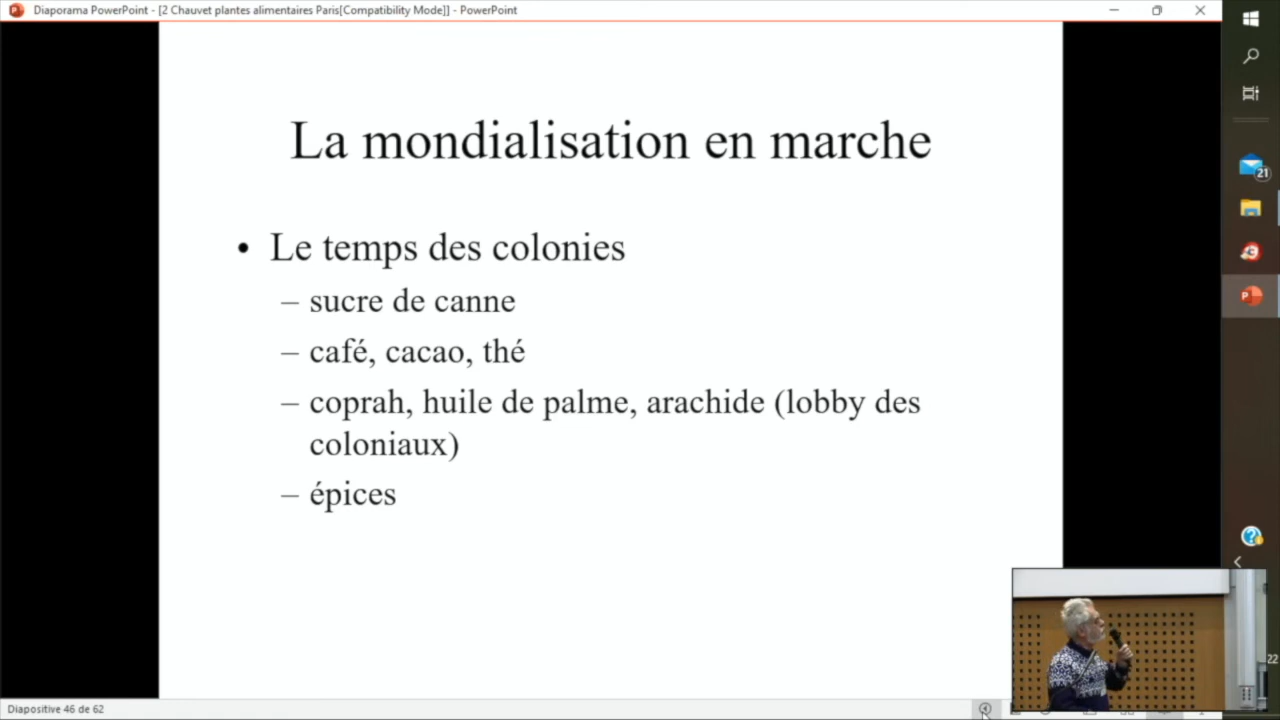 Diaporama PowerPoint - [2 Chauvet plantes alimentaires Paris[Compatibility Mode]] - PowerPoint
La mondialisation en marche
• Le temps des colonies
– sucre de canne
– café, cacao, thé
– coprah, huile de palme, arachide (lobby des
coloniaux)
– épices
21
22
Diapositive 46 de 62